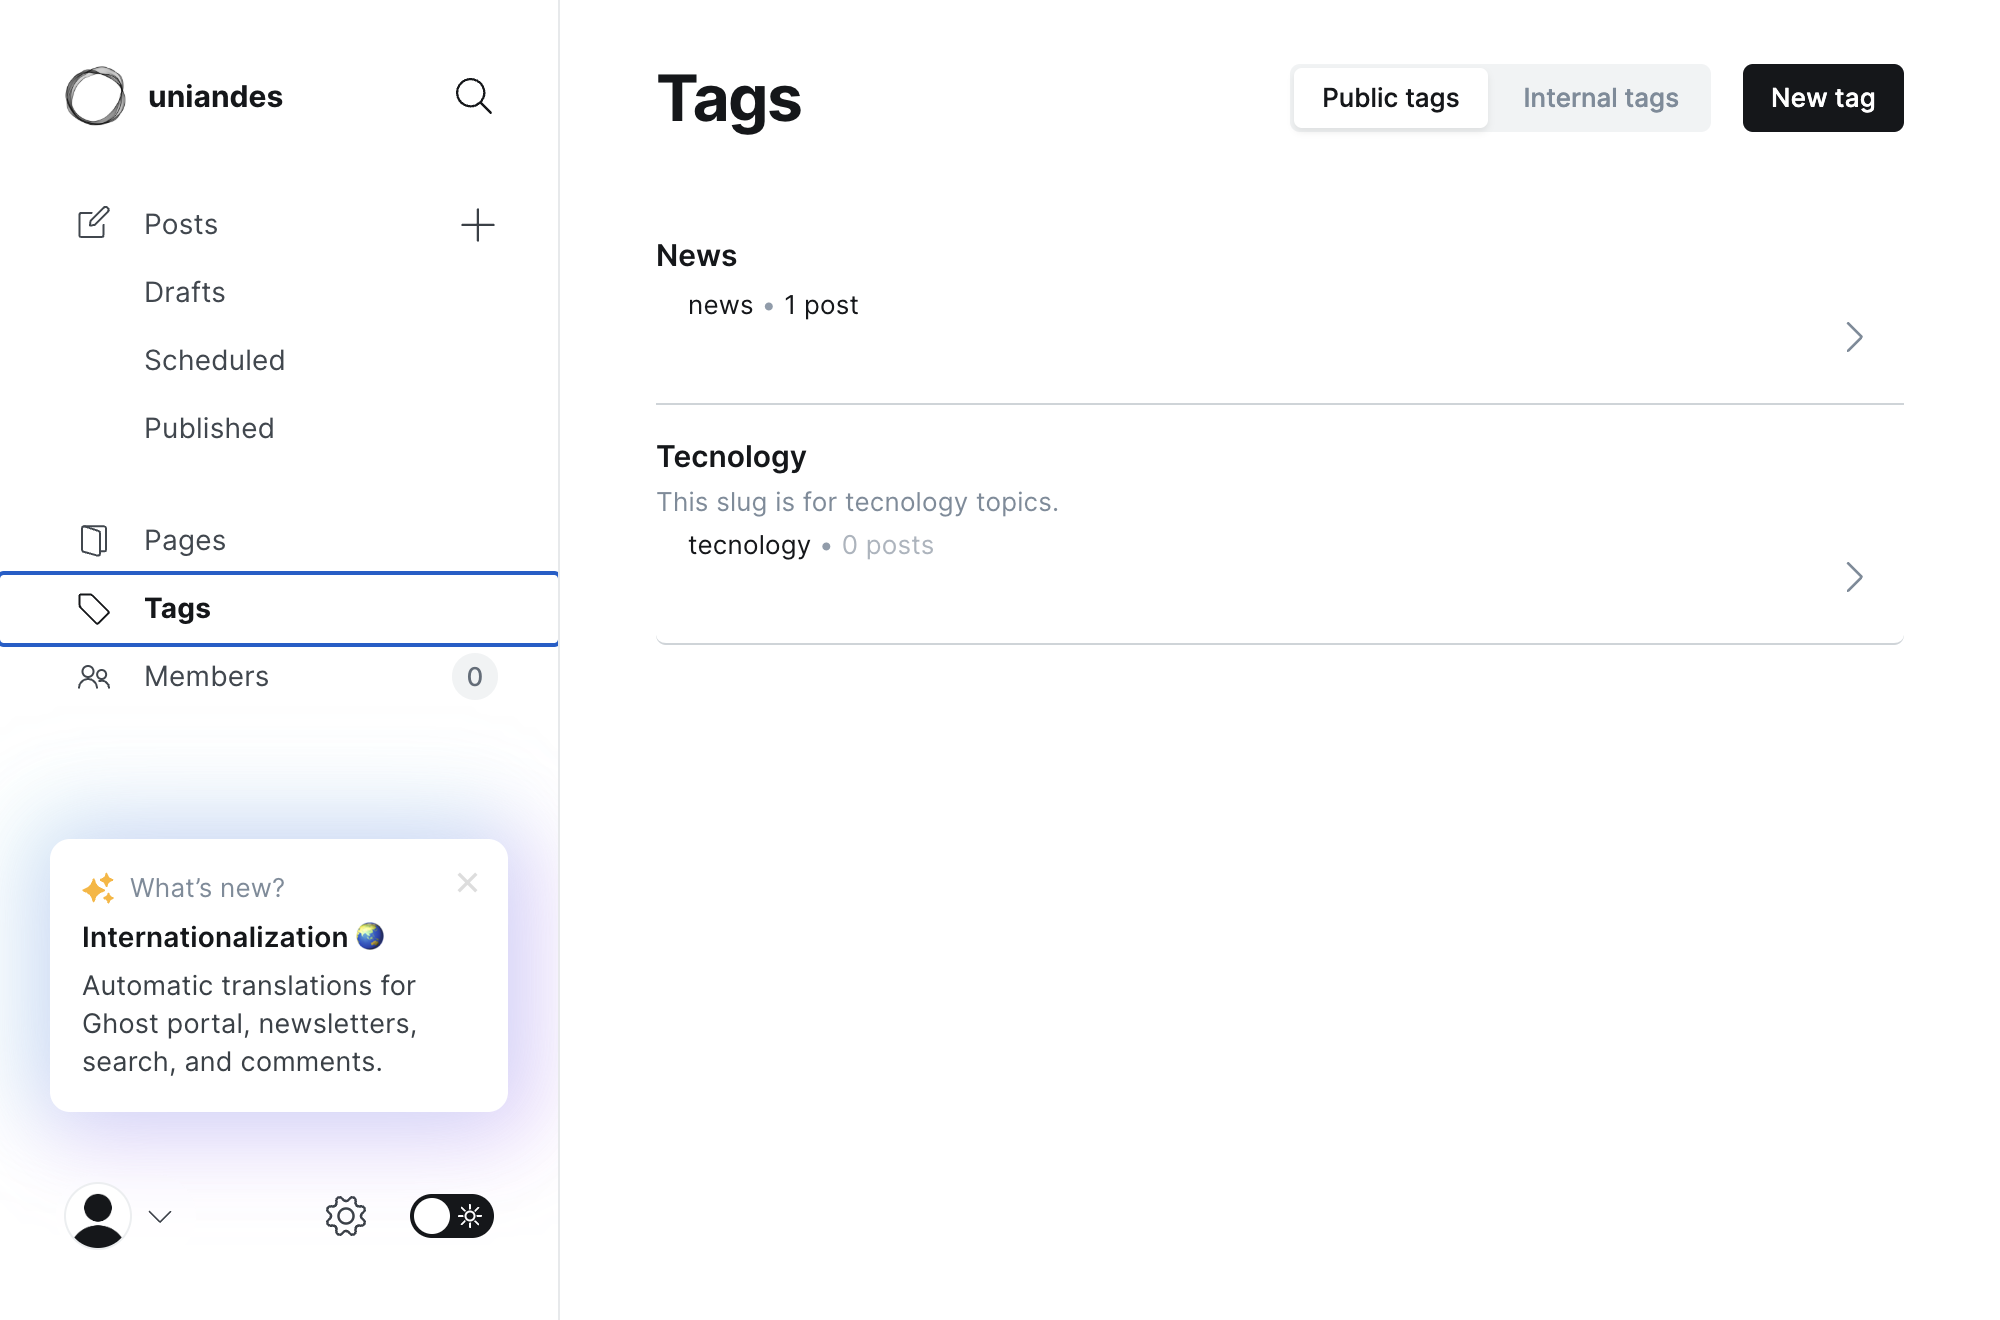 uniandes
Posts
Drafts
Scheduled
Published
Pages
Tags
Members 0
What’s new?
Internationalization
Automatic translations for
Ghost portal, newsletters,
search, and comments.
Tags
Public tags Internal tags New tag
News
news • 1 post
Tecnology
This slug is for tecnology topics.
tecnology • 0 posts